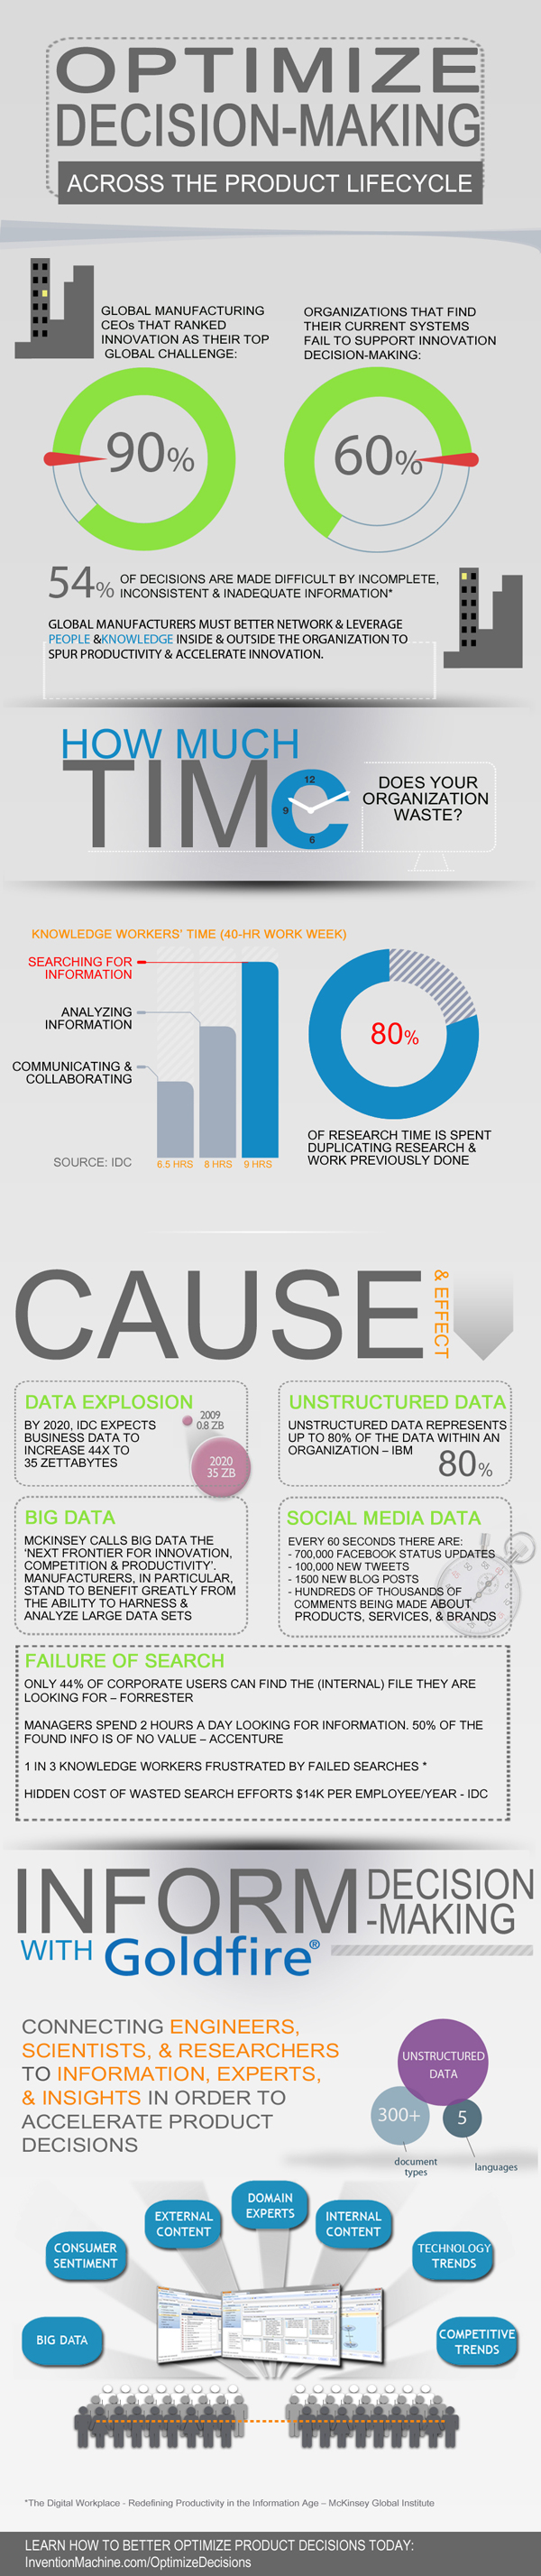 OPTIMIZE
DECISION-MAKING
ACROSS THE PRODUCT LIFECYCLE
GLOBAL MANUFACTURING
CEOs THAT RANKED
INNOVATION AS THEIR TOP
GLOBAL CHALLENGE:
90%
ORGANIZATIONS THAT FIND
THEIR CURRENT SYSTEMS
FAIL TO SUPPORT INNOVATION
DECISION-MAKING:
60%
54% OF DECISIONS ARE MADE DIFFICULT BY INCOMPLETE,
INCONSISTENT & INADEQUATE INFORMATION*
GLOBAL MANUFACTURERS MUST BETTER NETWORK & LEVERAGE
PEOPLE &KNOWLEDGE INSIDE & OUTSIDE THE ORGANIZATION TO
SPUR PRODUCTIVITY & ACCELERATE INNOVATION.
HOW MUCH
TIMe
12
9
6
DOES YOUR
ORGANIZATION
WASTE?
KNOWLEDGE WORKERS' TIME (40-HR WORK WEEK)
SEARCHING FOR
INFORMATION
ANALYZING
INFORMATION
COMMUNICATING &
COLLABORATING
SOURCE: IDC
6.5 HRS 8 HRS 9 HRS
80%
OF RESEARCH TIME IS SPENT
DUPLICATING RESEARCH &
WORK PREVIOUSLY DONE
CAUSE
& EFFECT
DATA EXPLOSION
BY 2020, IDC EXPECTS
BUSINESS DATA TO
INCREASE 44X TO
35 ZETTABYTES
2009
0.8 ZB
2020
35 ZB
UNSTRUCTURED DATA
UNSTRUCTURED DATA REPRESENTS
UP TO 80% OF THE DATA WITHIN AN
ORGANIZATION – IBM
80%
BIG DATA
MCKINSEY CALLS BIG DATA THE
'NEXT FRONTIER FOR INNOVATION,
COMPETITION & PRODUCTIVITY'.
MANUFACTURERS, IN PARTICULAR,
STAND TO BENEFIT GREATLY FROM
THE ABILITY TO HARNESS &
ANALYZE LARGE DATA SETS
SOCIAL MEDIA DATA
EVERY 60 SECONDS THERE ARE:
- 700,000 FACEBOOK STATUS UPDATES
- 100,000 NEW TWEETS
- 1500 NEW BLOG POSTS
- HUNDREDS OF THOUSANDS OF
COMMENTS BEING MADE ABOUT
PRODUCTS, SERVICES, & BRANDS
FAILURE OF SEARCH
ONLY 44% OF CORPORATE USERS CAN FIND THE (INTERNAL) FILE THEY ARE
LOOKING FOR – FORRESTER
MANAGERS SPEND 2 HOURS A DAY LOOKING FOR INFORMATION. 50% OF THE
FOUND INFO IS OF NO VALUE – ACCENTURE
1 IN 3 KNOWLEDGE WORKERS FRUSTRATED BY FAILED SEARCHES *
HIDDEN COST OF WASTED SEARCH EFFORTS $14K PER EMPLOYEE/YEAR - IDC
INFORM DECISION
-MAKING
WITH Goldfire®
CONNECTING ENGINEERS,
SCIENTISTS, & RESEARCHERS
TO INFORMATION, EXPERTS,
& INSIGHTS IN ORDER TO
ACCELERATE PRODUCT
DECISIONS
UNSTRUCTURED
DATA
300+
5
document
types
languages
DOMAIN
EXPERTS
EXTERNAL
CONTENT
INTERNAL
CONTENT
CONSUMER
SENTIMENT
TECHNOLOGY
TRENDS
BIG DATA
COMPETITIVE
TRENDS
*The Digital Workplace - Redefining Productivity in the Information Age – McKinsey Global Institute
LEARN HOW TO BETTER OPTIMIZE PRODUCT DECISIONS TODAY:
InventionMachine.com/OptimizeDecisions